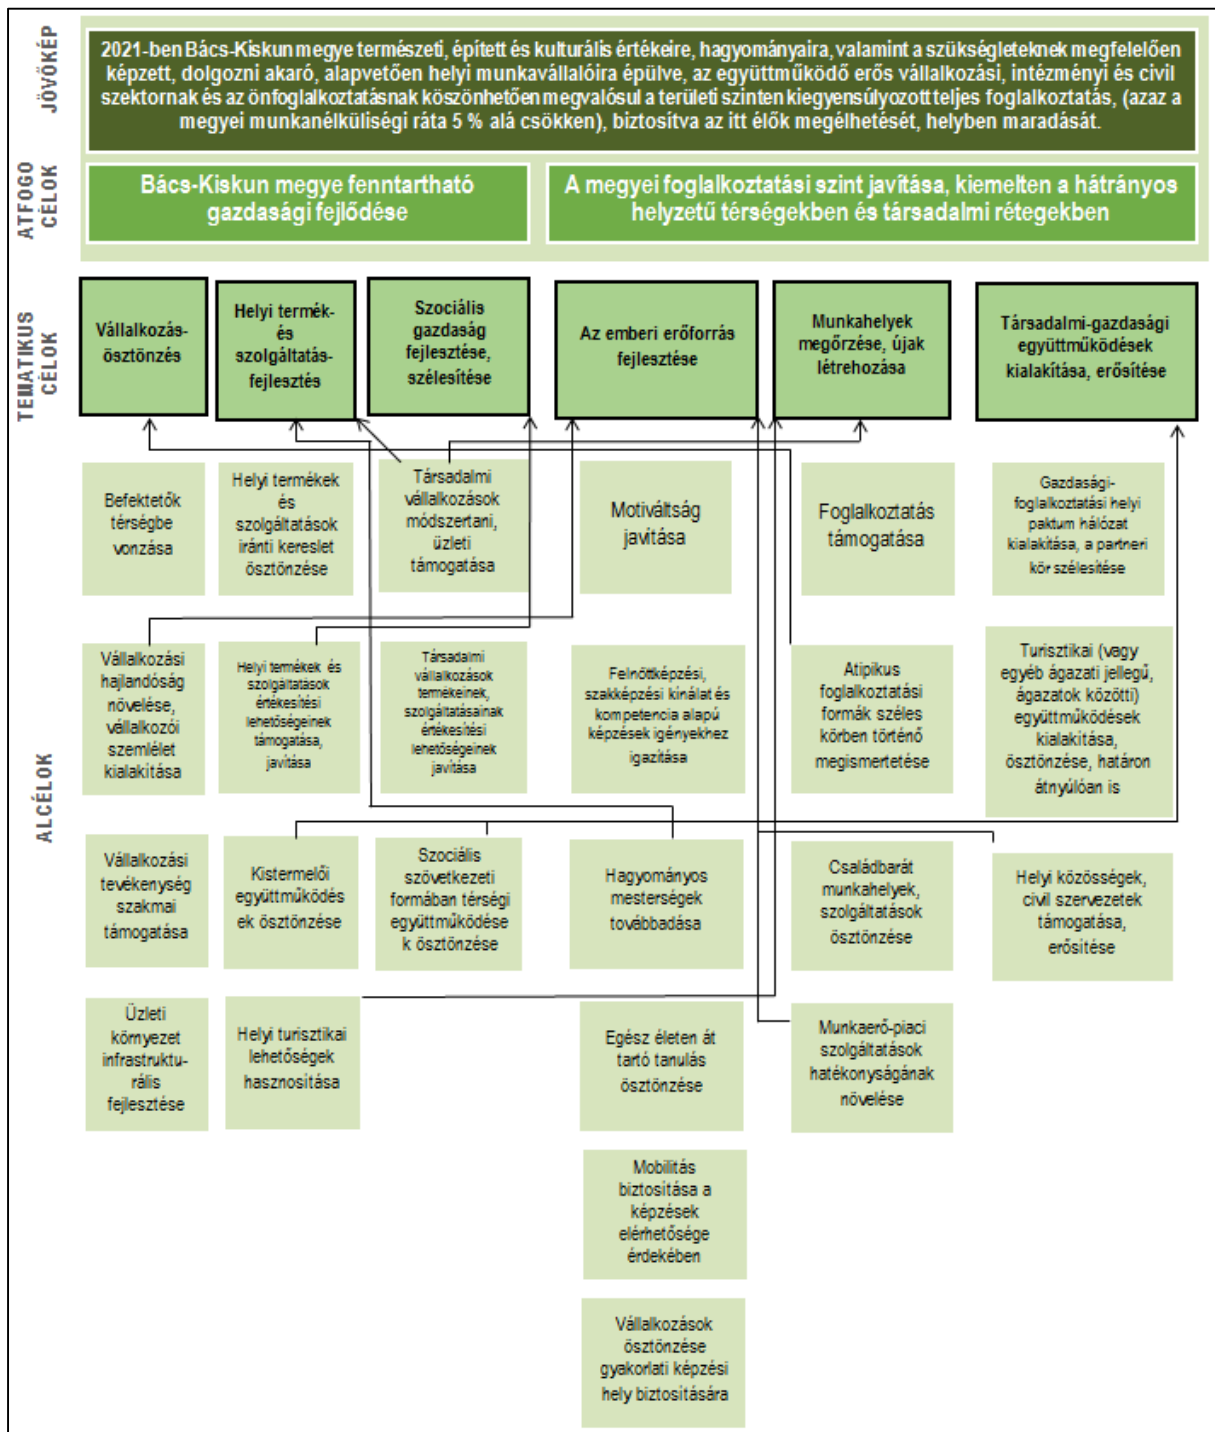 JÖVŐKÉP
2021-ben Bács-Kiskun megye természeti, épített és kulturális értékeire, hagyományaira, valamint a szükségleteknek megfelelően
képzett, dolgozni akaró, alapvetően helyi munkavállalóira épülve, az együttműködő erős vállalkozási, intézményi és civil
szektornak és az önfoglalkoztatásnak köszönhetően megvalósul a területi szinten kiegyensúlyozott teljes foglalkoztatás, (azaz a
megyei munkanélküliségi ráta 5 % alá csökken), biztosítva az itt élők megélhetését, helyben maradását.
ATFOGO
CÉLOK
Bács-Kiskun megye fenntartható
gazdasági fejlődése
A megyei foglalkoztatási szint javítása, kiemelten a hátrányos
helyzetű térségekben és társadalmi rétegekben
TEMATIKUS
CÉLOK
Vállalkozás-
ösztönzés
Helyi termék-
és
szolgáltatás-
fejlesztés
Szociális
gazdaság
fejlesztése,
szélesítése
Az emberi erőforrás
fejlesztése
Munkahelyek
megőrzése, újak
létrehozása
Társadalmi-gazdasági
együttműködések
kialakítása, erősítése
ALCÉLOK
Befektetők
térségbe
vonzása
Helyi termékek
és
szolgáltatások
iránti kereslet
ösztönzése
Társadalmi
vállalkozások
módszertani,
üzleti
támogatása
Motiváltság
javítása
Foglalkoztatás
támogatása
Gazdasági-
foglalkoztatási helyi
paktum hálózat
kialakítása, a partneri
kör szélesítése
Vállalkozási
hajlandóság
növelése,
vállalkozói
szemlélet
kialakítása
Helyi termékek és
szolgáltatások
értékesítési
lehetőségeinek
támogatása,
javítása
Társadalmi
vállalkozások
termékeinek,
szolgáltatásainak
értékesítési
lehetőségeinek
javítása
Felnőttképzési,
szakképzési kínálat és
kompetencia alapú
képzések igényekhez
igazítása
Atipikus
foglalkoztatási
formák széles
körben történő
megismertetése
Turisztikai (vagy
egyéb ágazati jellegű,
ágazatok közötti)
együttműködések
kialakítása,
ösztönzése, határon
átnyúlóan is
Vállalkozási
tevékenység
szakmai
támogatása
Kistermelői
együttműködés
ek ösztönzése
Szociális
szövetkezeti
formában térségi
együttműködése
k ösztönzése
Hagyományos
mesterségek
továbbadása
Családbarát
munkahelyek,
szolgáltatások
ösztönzése
Helyi közösségek,
civil szervezetek
támogatása,
erősítése
Üzleti
környezet
infrastruktu-
rális
fejlesztése
Helyi turisztikai
lehetőségek
hasznosítása
Egész életen át
tartó tanulás
ösztönzése
Munkaerő-piaci
szolgáltatások
hatékonyságának
növelése
Mobilitás
biztosítása a
képzések
elérhetősége
érdekében
Vállalkozások
ösztönzése
gyakorlati képzési
hely biztosítására